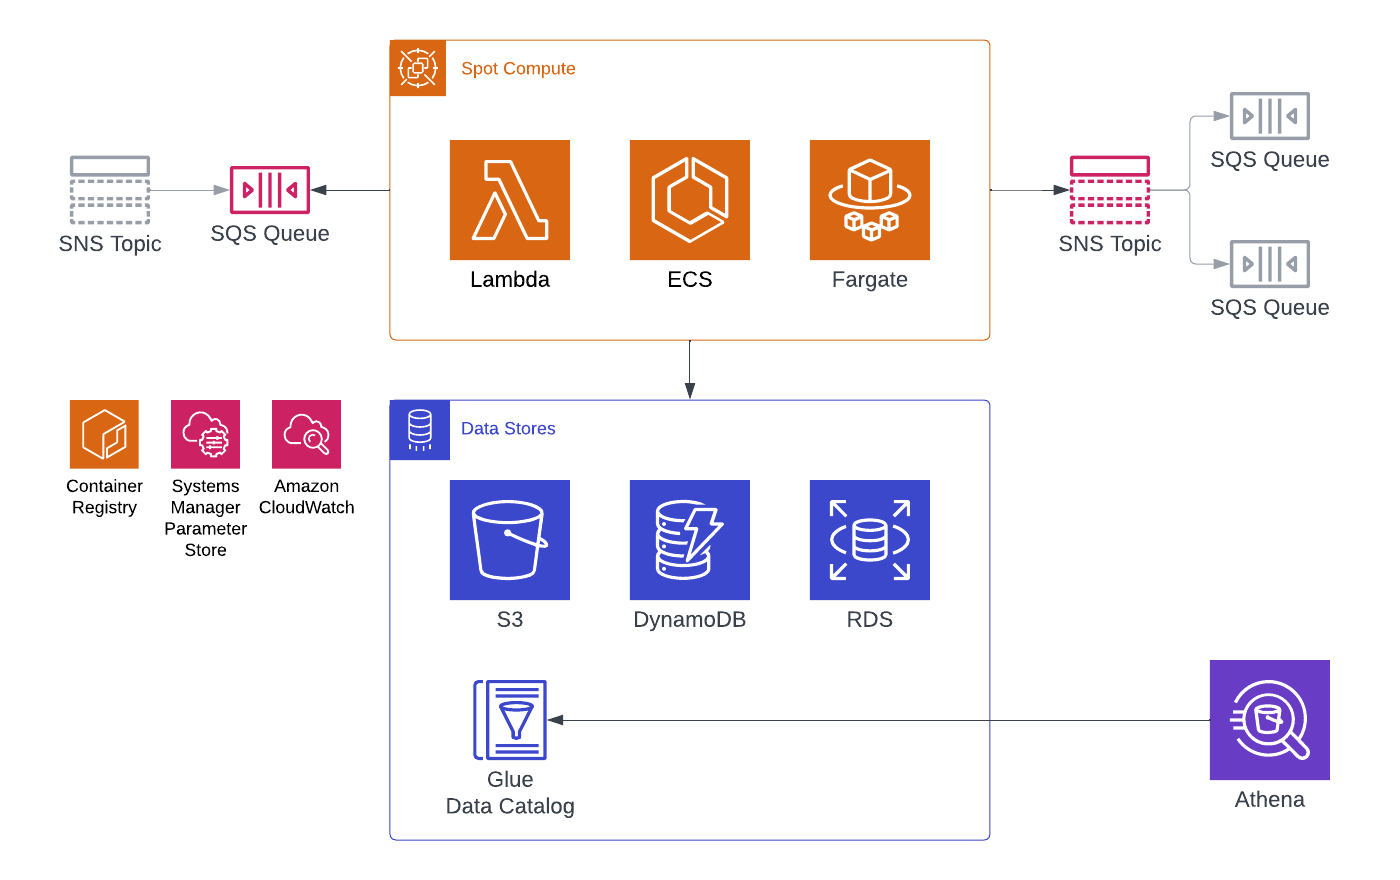 Spot Compute
SNS Topic
SQS Queue
Lambda
ECS
Fargate
SNS Topic
SQS Queue
SQS Queue
Container
Registry
Systems
Manager
Parameter
Store
Amazon
CloudWatch
Data Stores
S3
DynamoDB
RDS
Glue
Data Catalog
Athena